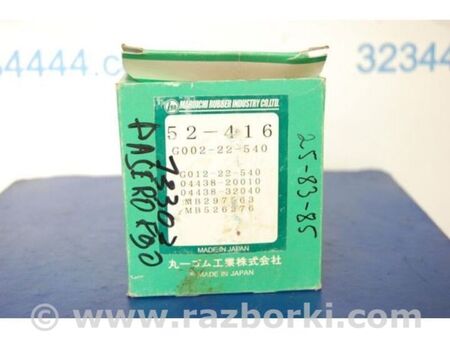 MARUICHI RUBBER INDUSTRY CO.,LTD.
52-416
G002-22-540
G012-22-540
04438-20010
04438-32040
MB297563
MB526376
MADE IN JAPAN
丸一ゴム工業株式会社
MADE IN JAPAN
73303
25-83-85
54444.c
32344
© www.razborki.com